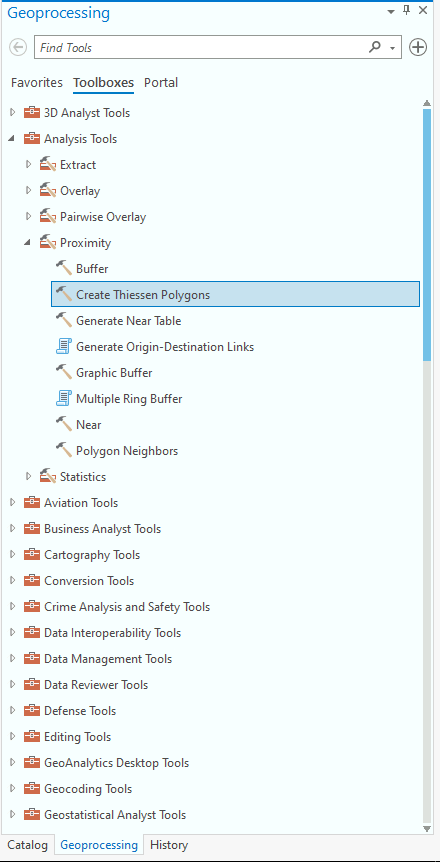 Geoprocessing
Find Tools
Favorites Toolboxes Portal
3D Analyst Tools
Analysis Tools
Extract
Overlay
Pairwise Overlay
Proximity
Buffer
Create Thiessen Polygons
Generate Near Table
Generate Origin-Destination Links
Graphic Buffer
Multiple Ring Buffer
Near
Polygon Neighbors
Statistics
Aviation Tools
Business Analyst Tools
Cartography Tools
Conversion Tools
Crime Analysis and Safety Tools
Data Interoperability Tools
Data Management Tools
Data Reviewer Tools
Defense Tools
Editing Tools
GeoAnalytics Desktop Tools
Geocoding Tools
Geostatistical Analyst Tools
Catalog Geoprocessing History